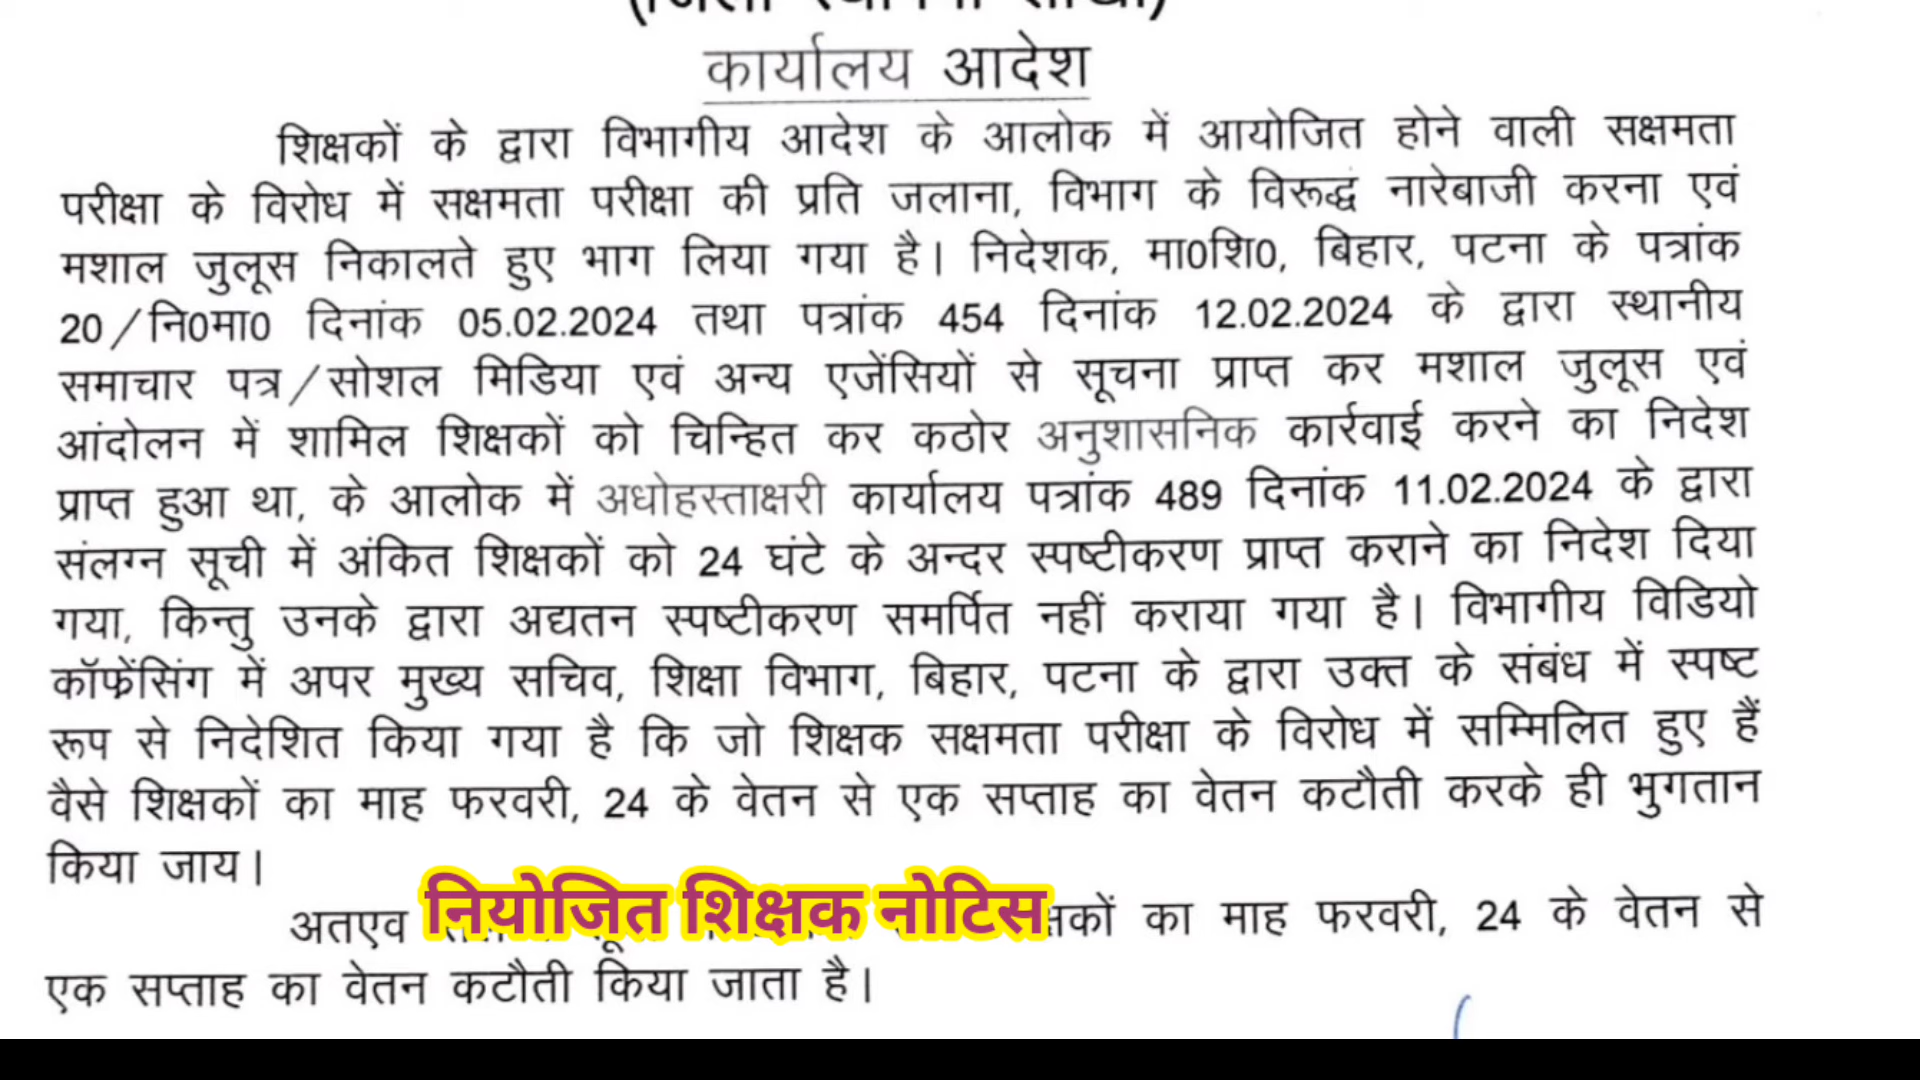 कार्यालय आदेश
शिक्षकों के द्वारा विभागीय आदेश के आलोक में आयोजित होने वाली सक्षमता
परीक्षा के विरोध में सक्षमता परीक्षा की प्रति जलाना, विभाग के विरूद्ध नारेबाजी करना एवं
मशाल जुलूस निकालते हुए भाग लिया गया है। निदेशक, मा0शि0, बिहार, पटना के पत्रांक
20/नि0मा0 दिनांक 05.02.2024 तथा पत्रांक 454 दिनांक 12.02.2024 के द्वारा स्थानीय
समाचार पत्र/सोशल मिडिया एवं अन्य एजेंसियों से सूचना प्राप्त कर मशाल जुलूस एवं
आंदोलन में शामिल शिक्षकों को चिन्हित कर कठोर अनुशासनिक कार्रवाई करने का निदेश
प्राप्त हुआ था, के आलोक में अधोहस्ताक्षरी कार्यालय पत्रांक 489 दिनांक 11.02.2024 के द्वारा
संलग्न सूची में अंकित शिक्षकों को 24 घंटे के अन्दर स्पष्टीकरण प्राप्त कराने का निदेश दिया
गया, किन्तु उनके द्वारा अद्यतन स्पष्टीकरण समर्पित नहीं कराया गया है। विभागीय विडियो
कॉफ्रेंसिंग में अपर मुख्य सचिव, शिक्षा विभाग, बिहार, पटना के द्वारा उक्त के संबंध में स्पष्ट
रूप से निदेशित किया गया है कि जो शिक्षक सक्षमता परीक्षा के विरोध में सम्मिलित हुए हैं
वैसे शिक्षकों का माह फरवरी, 24 के वेतन से एक सप्ताह का वेतन कटौती करके ही भुगतान
किया जाय।
अतएव नियोजित शिक्षक नोटिस का माह फरवरी, 24 के वेतन से
एक सप्ताह का वेतन कटौती किया जाता है।